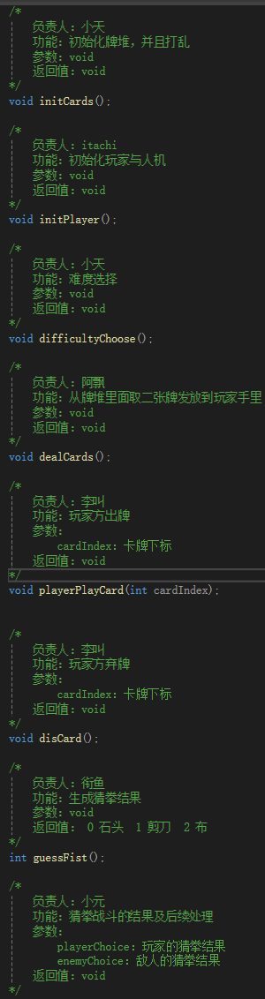 /*
负责人: 小天
功能: 初始化牌堆, 并且打乱
参数: void
返回值: void
*/
void initCards();
/*
负责人: itachi
功能: 初始化玩家与人机
参数: void
返回值: void
*/
void initPlayer();
/*
负责人: 小天
功能: 难度选择
参数: void
返回值: void
*/
void difficultyChoose();
/*
负责人: 阿飘
功能: 从牌堆里面取二张牌发放到玩家手里
参数: void
返回值: void
*/
void dealCards();
/*
负责人: 李叫
功能: 玩家方出牌
参数:
cardIndex: 卡牌下标
返回值: void
*/
void playerPlayCard(int cardIndex);
/*
负责人: 李叫
功能: 玩家方弃牌
参数:
cardIndex: 卡牌下标
返回值: void
*/
void disCard();
/*
负责人: 衔鱼
功能: 生成猜拳结果
参数: void
返回值: 0 石头 1 剪刀 2 布
*/
int guessFist();
/*
负责人: 小元
功能: 猜拳战斗的结果及后续处理
参数:
playerChoice: 玩家的猜拳结果
enemyChoice: 敌人的猜拳结果
返回值: void
*/